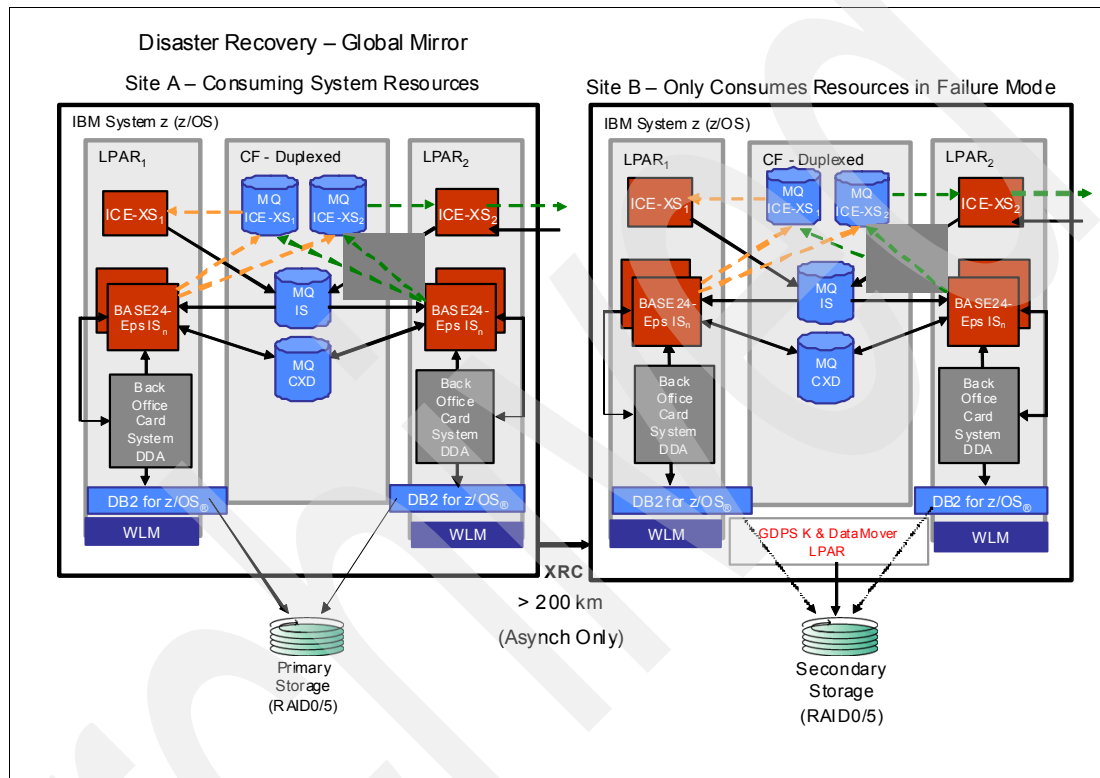 Disaster Recovery – Global Mirror
Site A – Consuming System Resources
IBM System z (z/OS)
LPAR1
CF - Duplexed
LPAR2
MQ
ICE-XS1
MQ
ICE-XS2
ICE-XS1
ICE-XS2
MQ
IS
BASE24-
Eps ISn
BASE24-
Eps ISn
MQ
CXD
Back
Office
Card
System
DDA
Back
Office
Card
System
DDA
DB2 for z/OS®
DB2 for z/OS®
WLM
WLM
Primary
Storage
(RAID0/5)
XRC
> 200 km
(Asynch Only)
Site B – Only Consumes Resources in Failure Mode
IBM System z (z/OS)
LPAR1
CF - Duplexed
LPAR2
MQ
ICE-XS1
MQ
ICE-XS2
ICE-XS1
ICE-XS2
MQ
IS
BASE24-
Eps ISn
BASE24-
Eps ISn
MQ
CXD
Back
Office
Card
System
DDA
Back
Office
Card
System
DDA
DB2 for z/OS®
DB2 for z/OS®
WLM
WLM
GDPS K & DataMover
LPAR
Secondary
Storage
(RAID0/5)